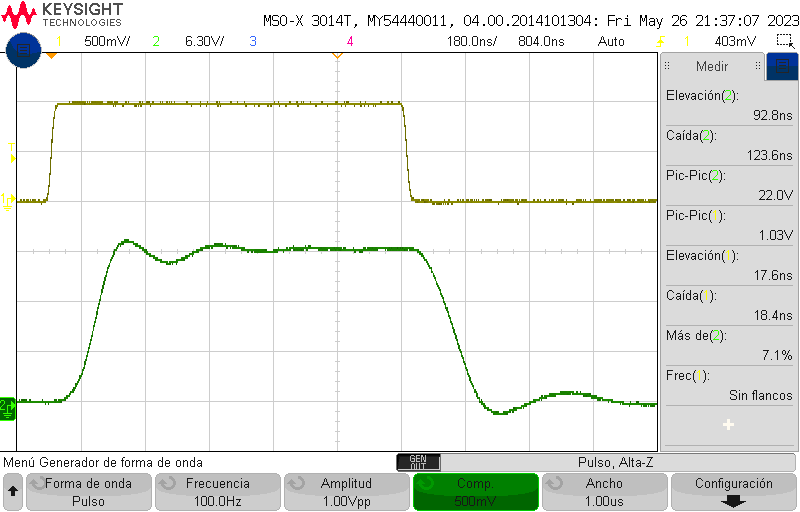 KEYSIGHT
TECHNOLOGIES
MSO-X 3014T, MY54440011, 04.00.2014101304: Fri May 26 21:37:07 2023
1 500mV/ 2 6.30V/ 3 4 180.0ns/ 804.0ns Auto 1 403mV
Medir
Elevación(2):
92.8ns
Caída(2):
123.6ns
Pic-Pic(2):
22.0V
Pic-Pic( ):
1.03V
Elevación(1):
17.6ns
Caída(1):
18.4ns
Más de(2):
7.1%
Frec( ):
Sin flancos
T
1
2
Menú Generador de forma de onda
GEN
OUT
Pulso, Alta-Z
Forma de onda
Pulso
Frecuencia
100.0Hz
Amplitud
1.00Vpp
Comp.
500mV
Ancho
1.00us
Configuración